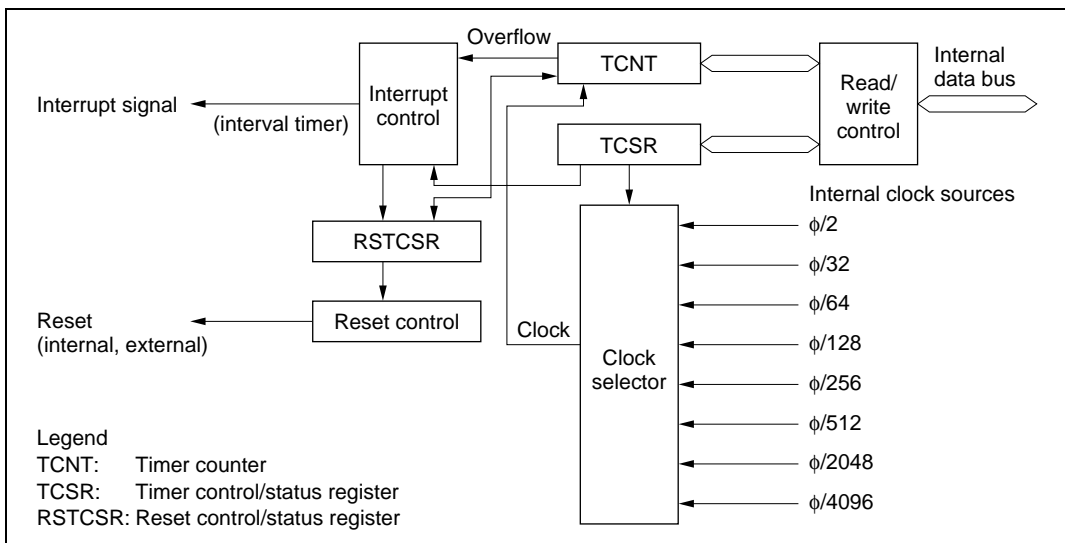 Overflow
TCNT
Read/
write
control
Internal
data bus
Interrupt signal
(interval timer)
Interrupt
control
TCSR
Internal clock sources
RSTCSR
ϕ/2
ϕ/32
ϕ/64
Reset
(internal, external)
Reset control
Clock
ϕ/128
Clock
selector
ϕ/256
ϕ/512
ϕ/2048
ϕ/4096
Legend
TCNT: Timer counter
TCSR: Timer control/status register
RSTCSR: Reset control/status register